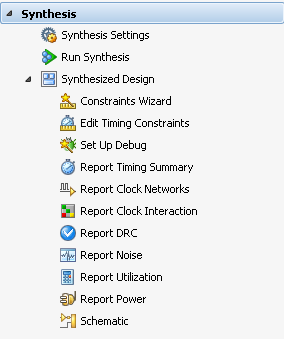 Synthesis
Synthesis Settings
Run Synthesis
Synthesized Design
Constraints Wizard
Edit Timing Constraints
Set Up Debug
Report Timing Summary
Report Clock Networks
Report Clock Interaction
Report DRC
Report Noise
Report Utilization
Report Power
Schematic